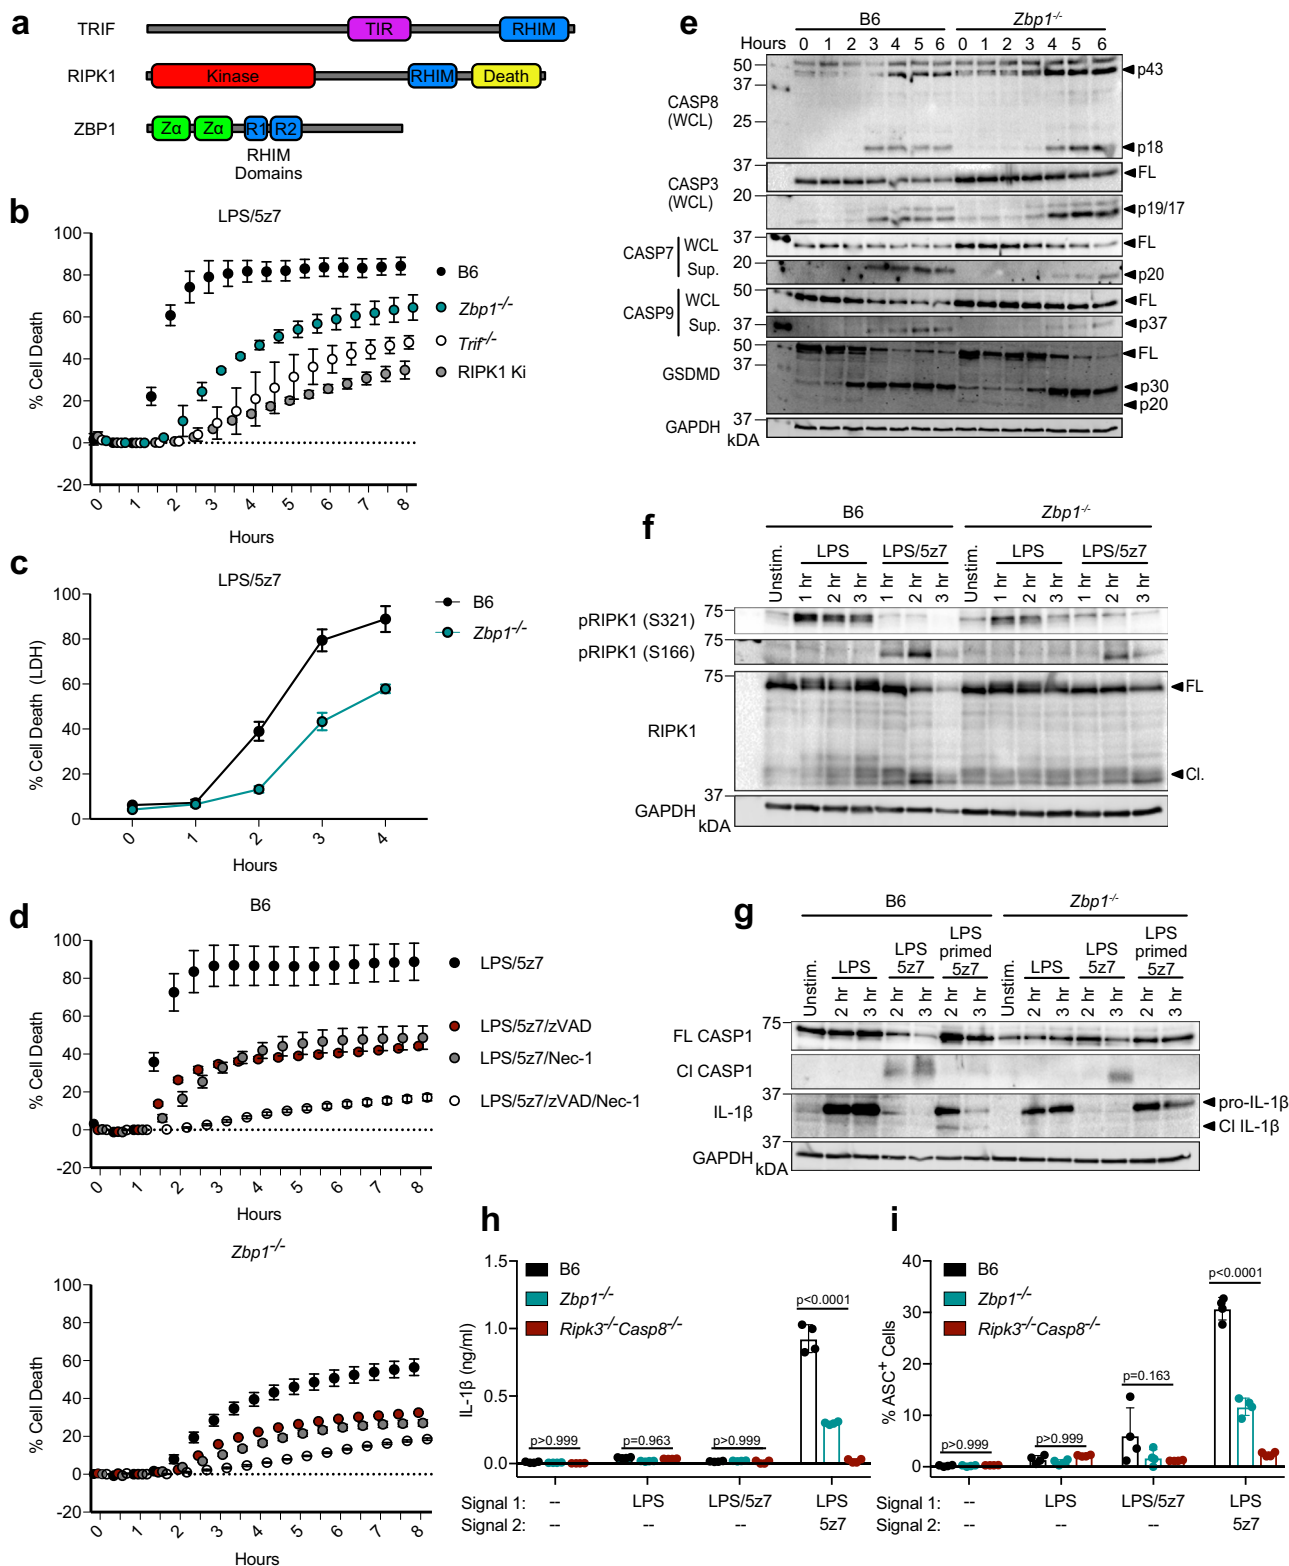 a
TRIF
TIR
RHIM
RIPK1
Kinase
RHIM
Death
ZBP1
Zα
Zα
R1
R2
RHIM
Domains
b
LPS/5z7
% Cell Death
100
80
60
40
20
0
-20
0
1
2
3
4
5
6
7
8
Hours
B6
Zbp1-/-
Trif-/-
RIPK1 Ki
c
LPS/5z7
% Cell Death (LDH)
100
80
60
40
20
0
0
1
2
3
4
Hours
B6
Zbp1-/-
d
B6
% Cell Death
100
80
60
40
20
0
-20
0
1
2
3
4
5
6
7
8
Hours
LPS/5z7
LPS/5z7/zVAD
LPS/5z7/Nec-1
LPS/5z7/zVAD/Nec-1
Zbp1-/-
% Cell Death
100
80
60
40
20
0
-20
0
1
2
3
4
5
6
7
8
Hours
e
B6
Zbp1-/-
Hours 0 1 2 3 4 5 6 0 1 2 3 4 5 6
CASP8
(WCL)
50
37
25
p43
p18
CASP3
(WCL)
37
20
FL
p19/17
CASP7
WCL
Sup.
37
20
FL
p20
CASP9
WCL
Sup.
50
37
FL
p37
GSDMD
50
37
FL
p30
p20
GAPDH
37
kDA
f
B6
Zbp1-/-
LPS
LPS/5z7
LPS
LPS/5z7
Unstim.
1 hr
2 hr
3 hr
1 hr
2 hr
3 hr
Unstim.
1 hr
2 hr
3 hr
1 hr
2 hr
3 hr
pRIPK1 (S321)
75
pRIPK1 (S166)
75
RIPK1
75
FL
Cl.
GAPDH
37
kDA
g
B6
Zbp1-/-
LPS
LPS
5z7
LPS
primed
5z7
LPS
LPS
5z7
LPS
primed
5z7
Unstim.
2 hr
3 hr
2 hr
3 hr
2 hr
3 hr
Unstim.
2 hr
3 hr
2 hr
3 hr
2 hr
3 hr
FL CASP1
75
Cl CASP1
IL-1β
37
pro-IL-1β
Cl IL-1β
GAPDH
37
kDA
h
IL-1β (ng/ml)
1.5
1.0
0.5
0.0
B6
Zbp1-/-
Ripk3-/-Casp8-/-
p>0.999
p=0.963
p>0.999
p<0.0001
Signal 1: -- LPS LPS/5z7 LPS
Signal 2: -- -- -- 5z7
i
% ASC+ Cells
40
30
20
10
0
B6
Zbp1-/-
Ripk3-/-Casp8-/-
p>0.999
p>0.999
p=0.163
p<0.0001
Signal 1: -- LPS LPS/5z7 LPS
Signal 2: -- -- -- 5z7